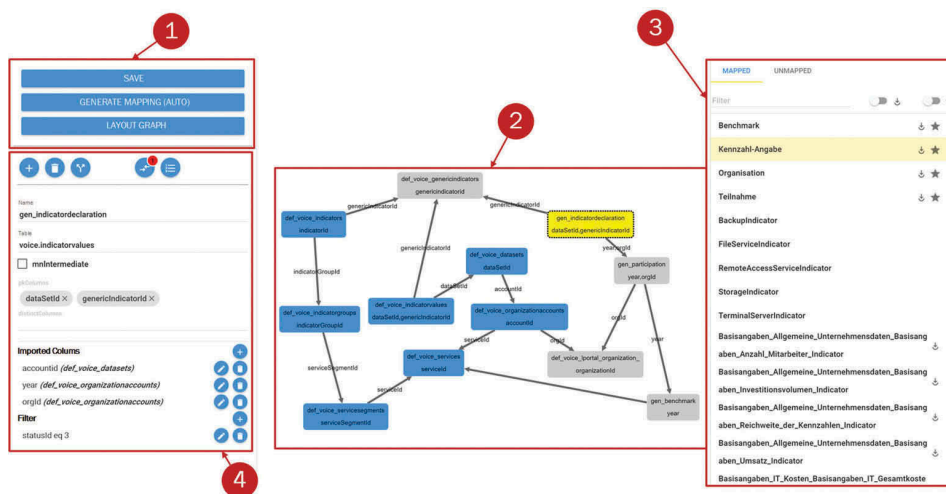 1
SAVE
GENERATE MAPPING (AUTO)
LAYOUT GRAPH
1
Name
gen_indicatordeclaration
Table
voice.indicatorvalues
mnIntermediate
pkColumns
dataSetId ×
genericIndicatorId ×
distinctColumns
Imported Colums
accountid (def_voice_datasets)
year (def_voice_organizationaccounts)
orgId (def_voice_organizationaccounts)
Filter
statusId eq 3
4
2
def_voice_genericindicators
genericindicatorId
genericIndicatorId
genericIndicatorId
def_voice_indicators
indicatorId
gen_indicatordeclaration
dataSetId,genericIndicatorId
genericIndicatorId
year,orgId
def_voice_datasets
dataSetId
gen_participation
year,orgId
indicatorGroupId
dataSetId
accountId
def_voice_indicatorgroups
indicatorGroupId
def_voice_indicatorvalues
dataSetId,genericIndicatorId
def_voice_organizationaccounts
accountId
orgId
serviceId
orgId
year
def_voice_services
serviceId
def_voice_lportal_organization_
organizationId
serviceSegmentId
serviceId
def_voice_servicesegments
serviceSegmentId
gen_benchmark
year
3
MAPPED
UNMAPPED
Filter
Benchmark
Kennzahl-Angabe
Organisation
Teilnahme
BackupIndicator
FileServiceIndicator
RemoteAccessServiceIndicator
StorageIndicator
TerminalServerIndicator
Basisangaben_Allgemeine_Unternehmensdaten_Basisang
aben_Anzahl_Mitarbeiter_Indicator
Basisangaben_Allgemeine_Unternehmensdaten_Basisang
aben_Investitionsvolumen_Indicator
Basisangaben_Allgemeine_Unternehmensdaten_Basisang
aben_Reichweite_der_Kennzahlen_Indicator
Basisangaben_Allgemeine_Unternehmensdaten_Basisang
aben_Umsatz_Indicator
Basisangaben_IT_Kosten_Basisangaben_IT_Gesamtkoste